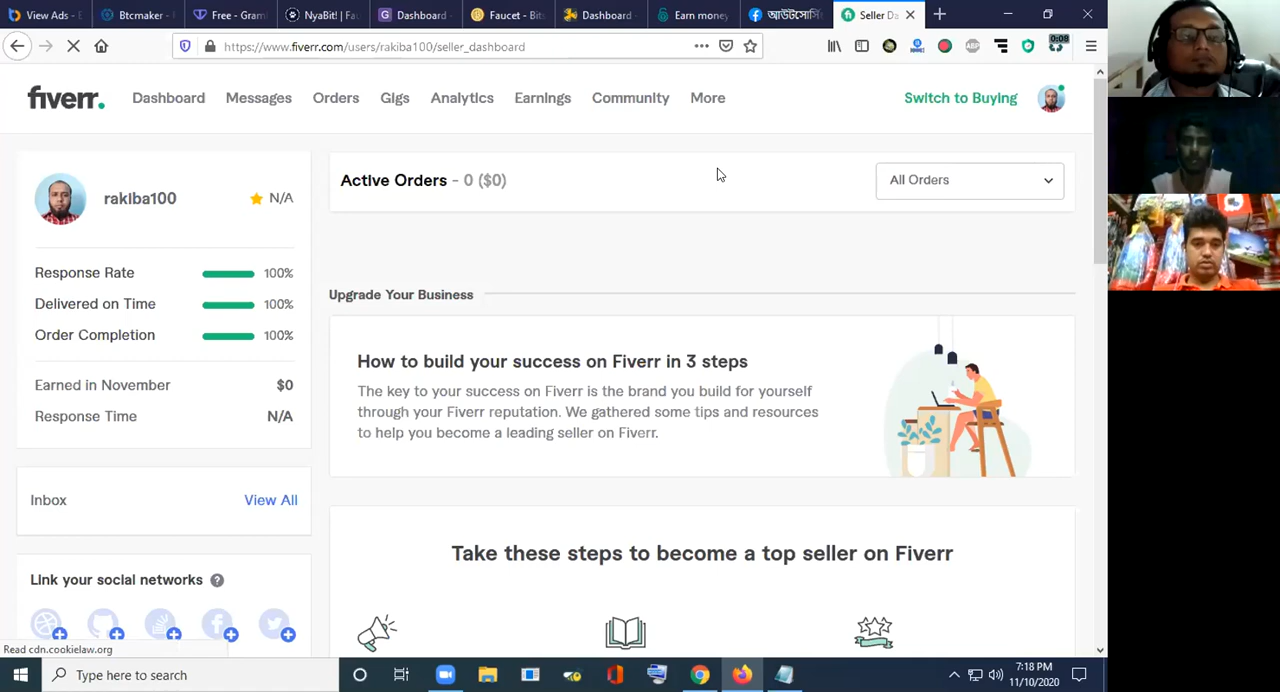 View Ads - E
Btcmaker -
Free - Gram
NyaBit! | Fau
Dashboard
Faucet - Bits
Dashboard
Earn money
আউটসোর্সি
Seller Da
https://www.fiverr.com/users/rakiba100/seller_dashboard
0:08
ABP
fiverr.
Dashboard
Messages
Orders
Gigs
Analytics
Earnings
Community
More
Switch to Buying
rakiba100
N/A
Active Orders - 0 ($0)
All Orders
Response Rate
100%
Delivered on Time
100%
Order Completion
100%
Earned in November
$0
Response Time
N/A
Upgrade Your Business
How to build your success on Fiverr in 3 steps
The key to your success on Fiverr is the brand you build for yourself
through your Fiverr reputation. We gathered some tips and resources
to help you become a leading seller on Fiverr.
Inbox
View All
Take these steps to become a top seller on Fiverr
Link your social networks
Read cdn.cookielaw.org
Type here to search
7:18 PM
11/10/2020